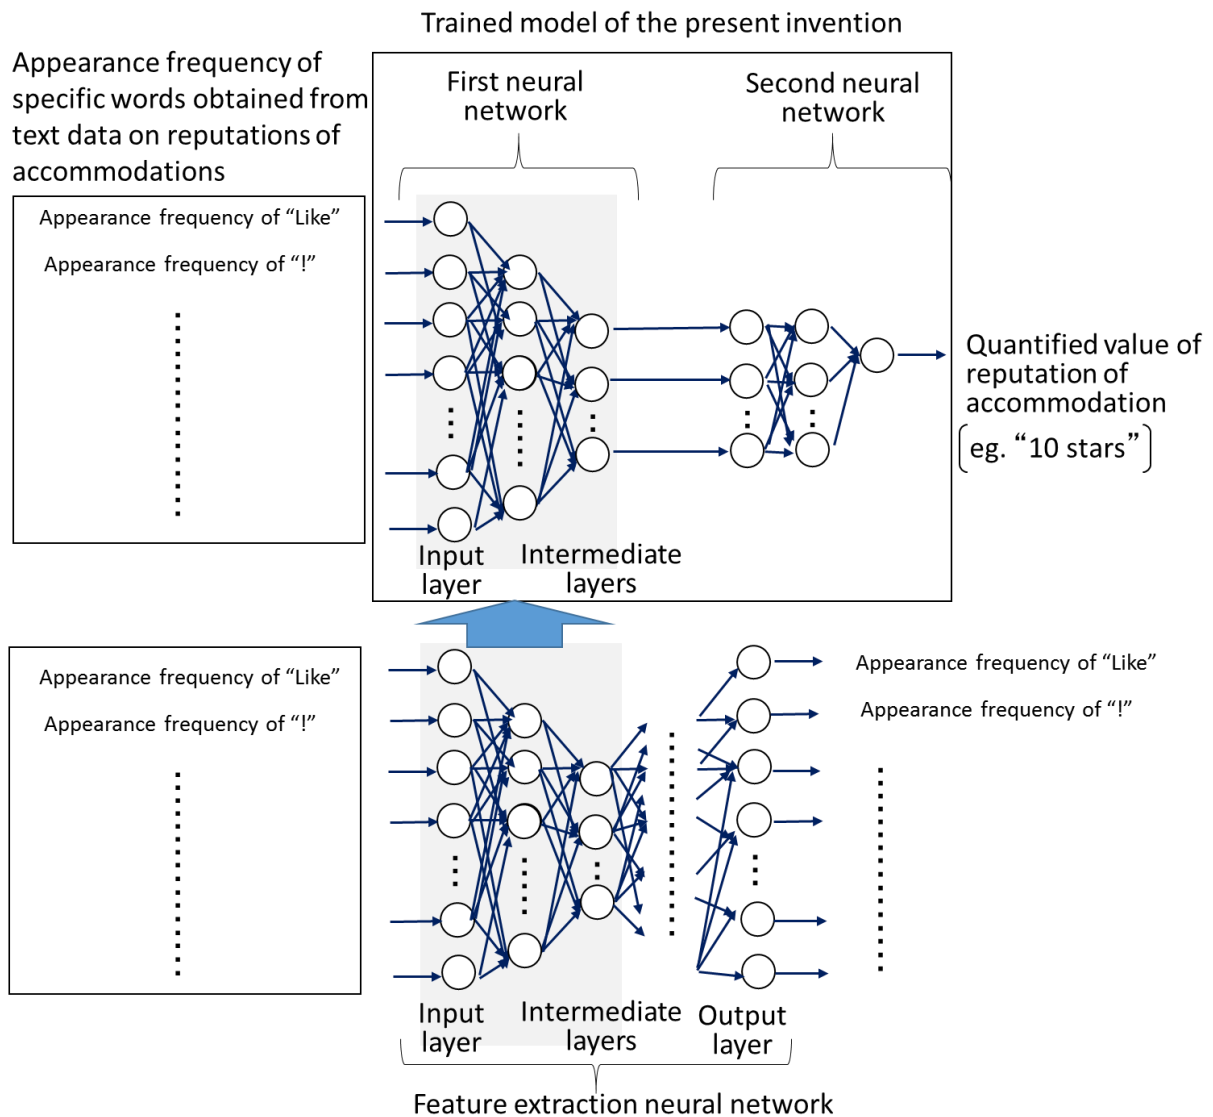 Trained model of the present invention
Appearance frequency of
specific words obtained from
text data on reputations of
accommodations
First neural
network
Second neural
network
Appearance frequency of “Like”
Appearance frequency of “!”
Quantified value of
reputation of
accommodation
eg. “10 stars”
Input
layer
Intermediate
layers
Appearance frequency of “Like”
Appearance frequency of “!”
Appearance frequency of “Like”
Appearance frequency of “!”
Input
layer
Intermediate
layers
Output
layer
Feature extraction neural network